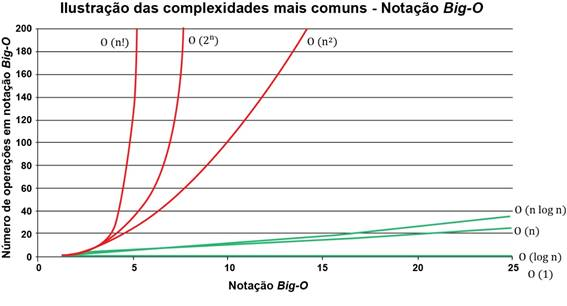 Ilustração das complexidades mais comuns - Notação Big-O
Número de operações em notação Big-O
200
180
160
140
120
100
80
60
40
20
0
O (n!)
O (2ⁿ)
O (n²)
O (n log n)
O (n)
O (log n)
O (1)
0
5
10
15
20
25
Notação Big-O